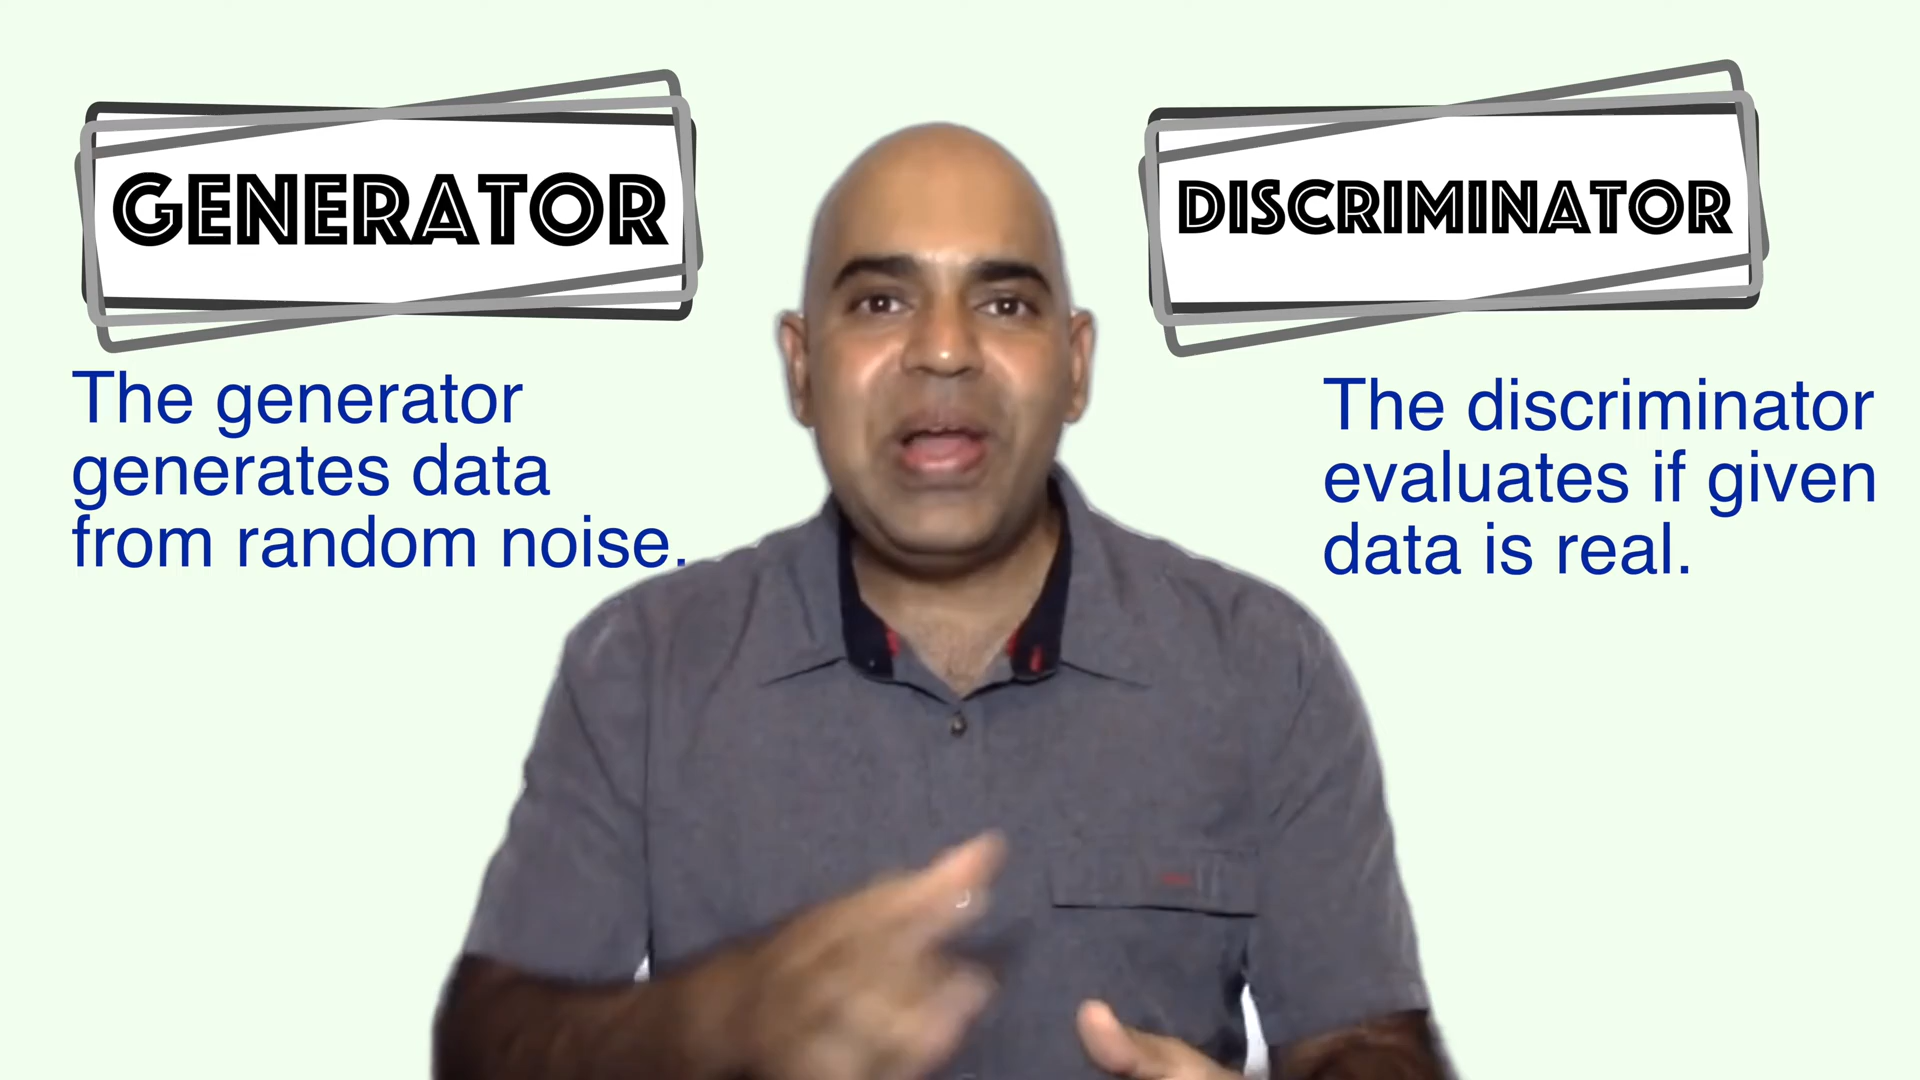 GENERATOR
The generator
generates data
from random noise.
DISCRIMINATOR
The discriminator
evaluates if given
data is real.